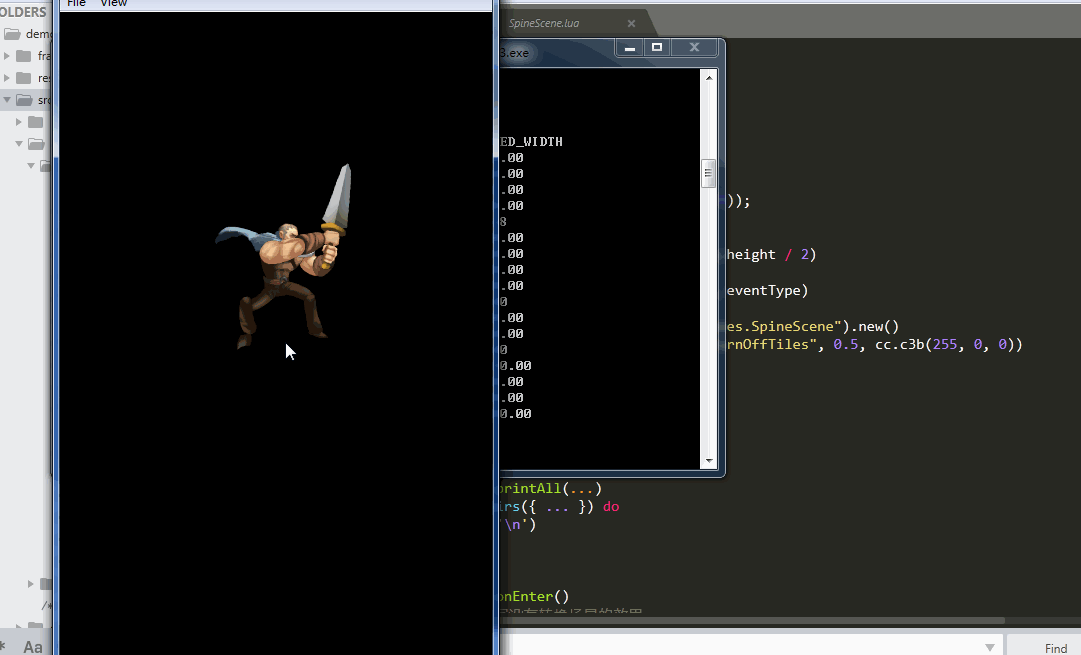 File View
OLDERS
SpineScene.lua
demo
fra
res
src
3.exe
ED_WIDTH
.00
.00
.00
.00
8
.00
.00
.00
.00
0
.00
.00
0
0.00
.00
.00
0.00
));
height / 2)
eventType)
es.SpineScene").new()
rnOffTiles", 0.5, cc.c3b(255, 0, 0))
printAll(...)
irs({ ... }) do
'\n')
onEnter()
/*
* Aa
Find